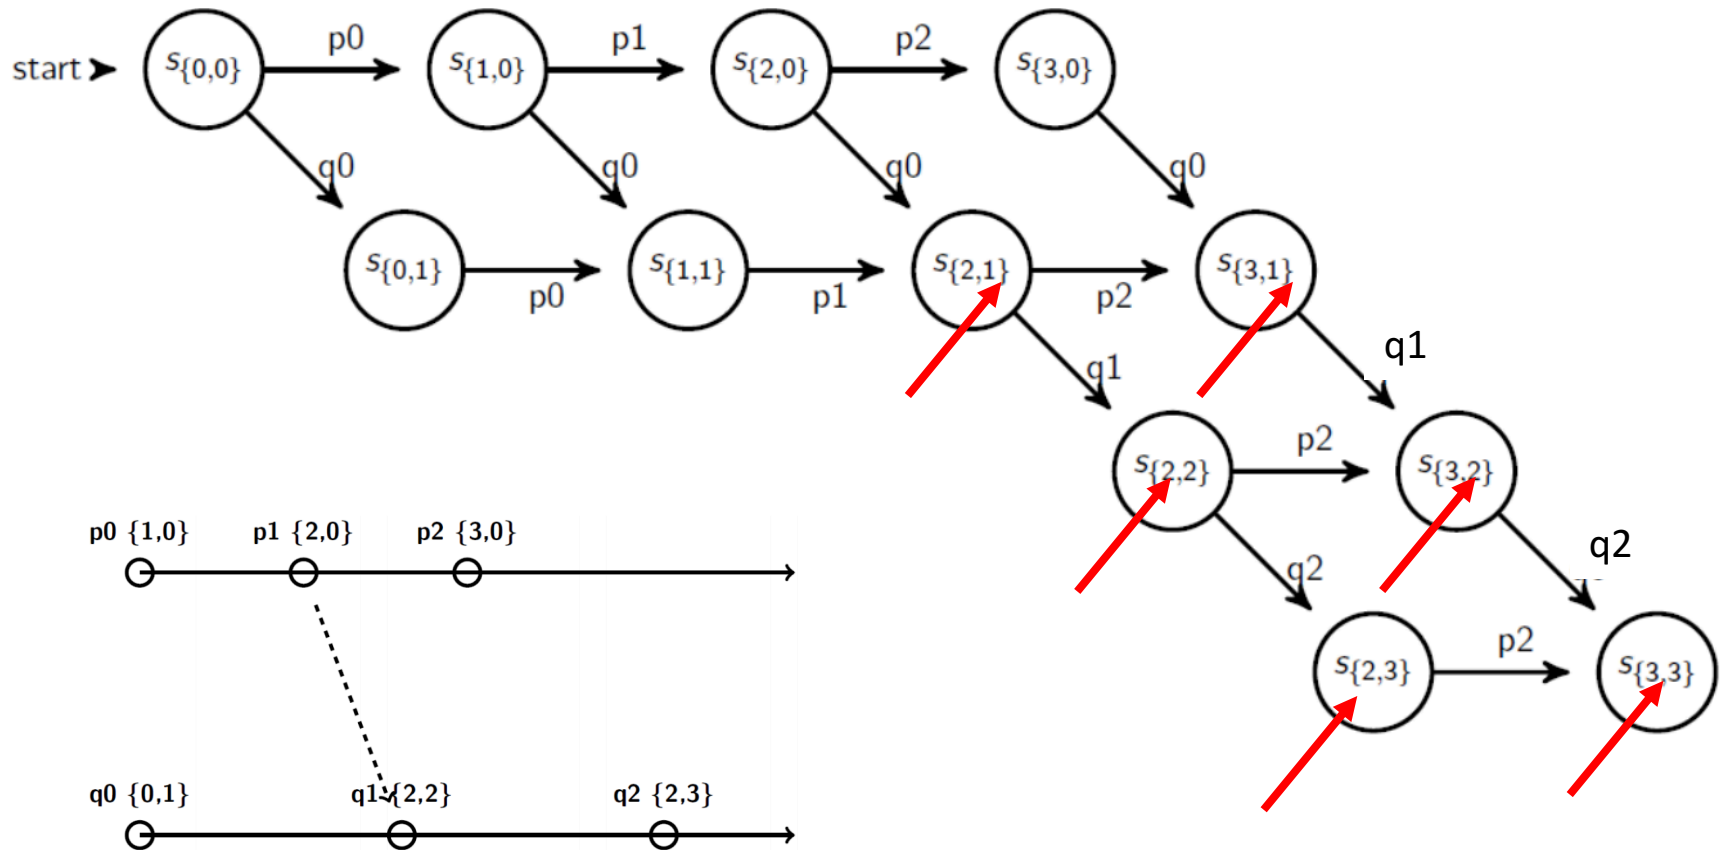 p0 p1 p2
start S{0,0} S{1,0} S{2,0} S{3,0}
q0 q0 q0 q0
S{0,1} S{1,1} S{2,1} S{3,1}
p0 p1 p2
q1 q1
p2
S{2,2} S{3,2}
p0 {1,0} p1 {2,0} p2 {3,0}
q2 q2
p2
S{2,3} S{3,3}
q0 {0,1} q1 {2,2} q2 {2,3}